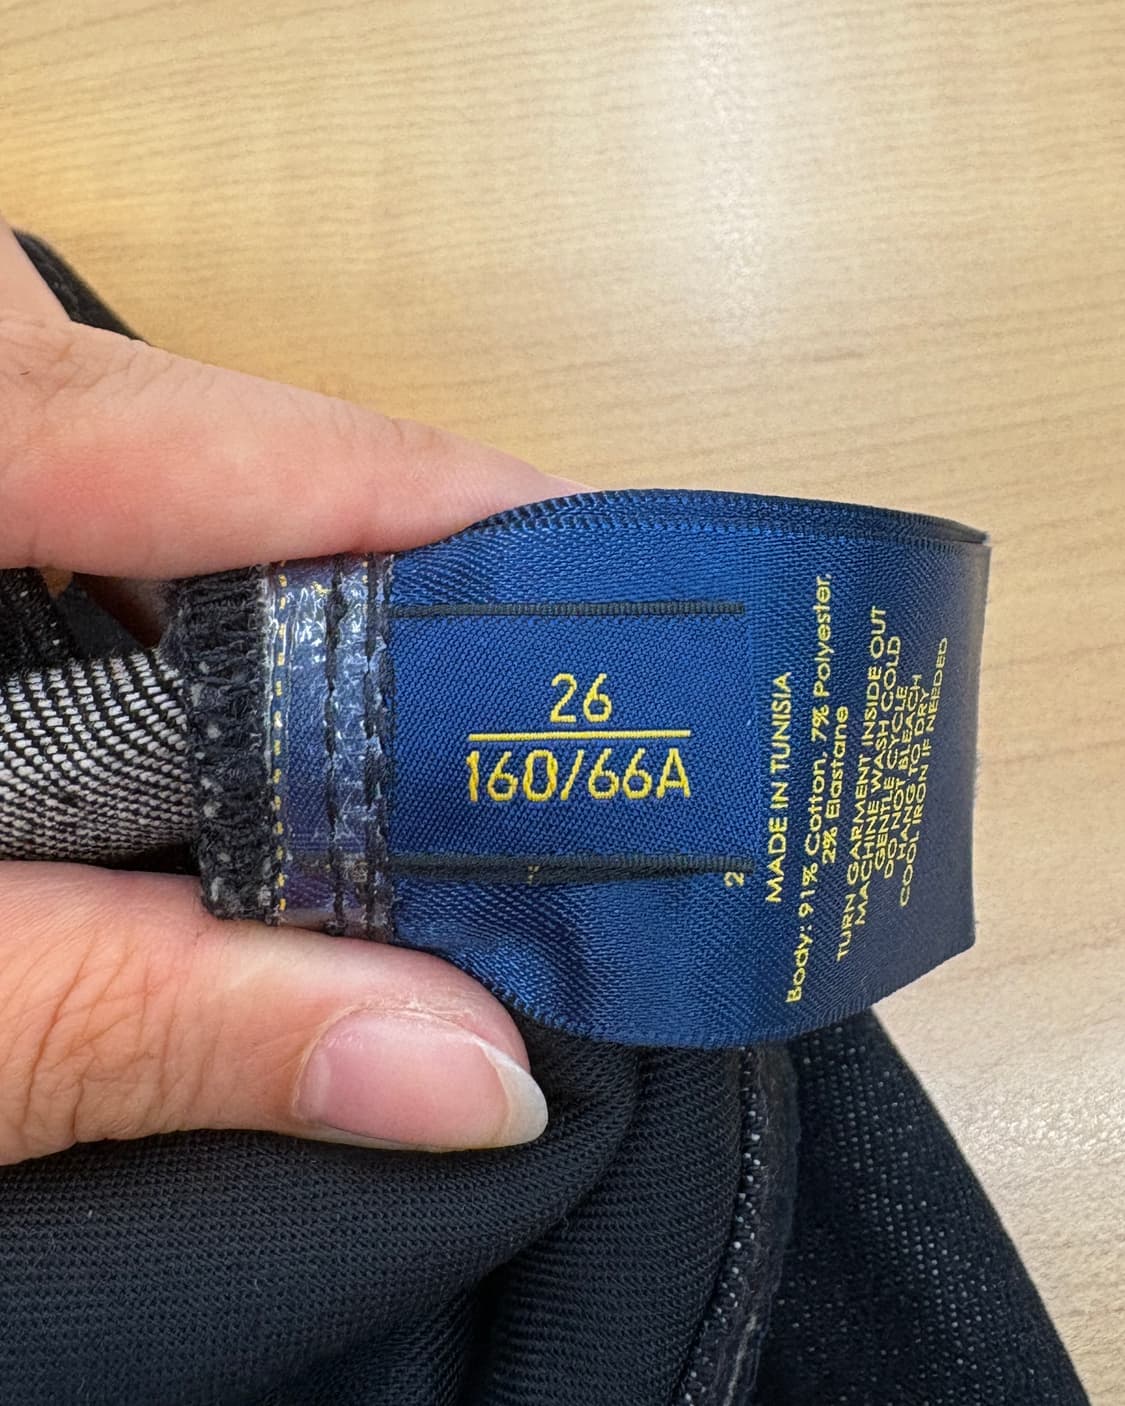 26
160/66A
2
MADE IN TUNISIA
Body: 91% Cotton, 7% Polyester,
2% Elastane
TURN GARMENT INSIDE OUT
MACHINE WASH COLD
GENTLE CYCLE
DO NOT BLEACH
HANG TO DRY
COOL IRON IF NEEDED